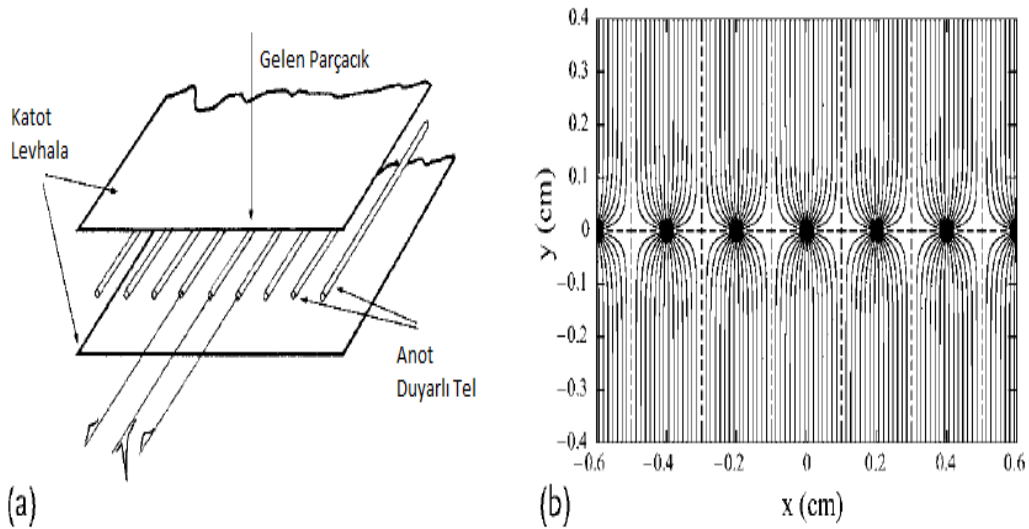 Gelen Parçacık
Katot
Levhala
Anot
Duyarlı Tel
(a)
0.4
0.3
0.2
0.1
0
−0.1
−0.2
−0.3
−0.4
y (cm)
−0.6
−0.4
−0.2
0
0.2
0.4
0.6
x (cm)
(b)